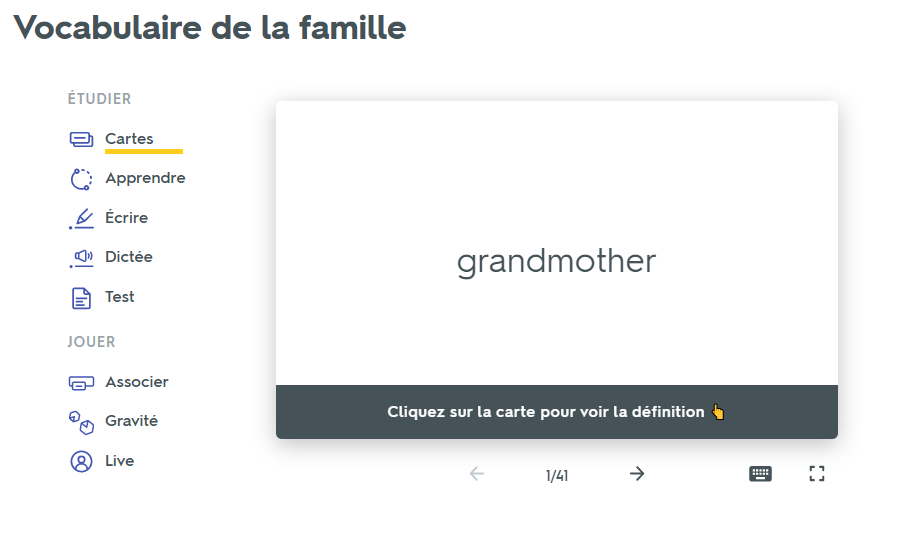 Vocabulaire de la famille
ÉTUDIER
Cartes
Apprendre
Écrire
Dictée
Test
JOUER
Associer
Gravité
Live
grandmother
Cliquez sur la carte pour voir la définition 👆
1/41